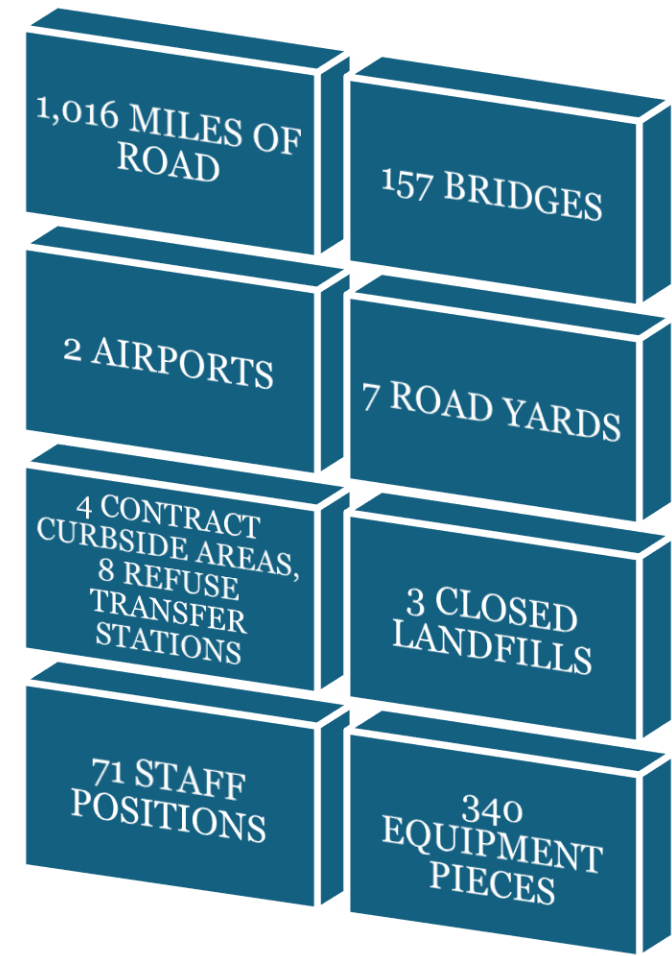 1,016 MILES OF
ROAD
157 BRIDGES
2 AIRPORTS
7 ROAD YARDS
4 CONTRACT
CURBSIDE AREAS,
8 REFUSE
TRANSFER
STATIONS
3 CLOSED
LANDFILLS
71 STAFF
POSITIONS
340
EQUIPMENT
PIECES